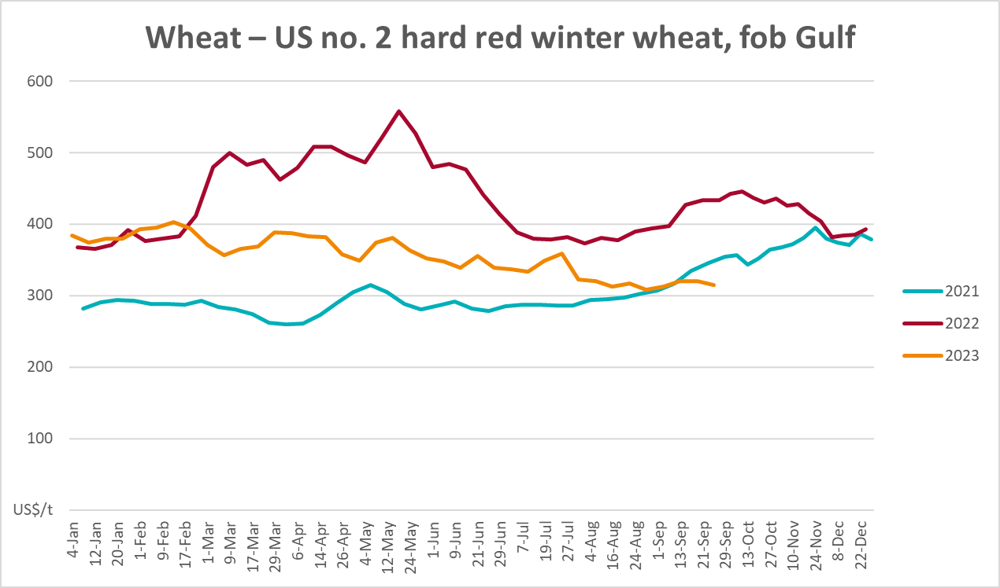 Wheat – US no. 2 hard red winter wheat, fob Gulf
600
500
400
300
200
100
US$/t
2021
2022
2023
4-Jan
12-Jan
20-Jan
1-Feb
9-Feb
17-Feb
1-Mar
9-Mar
17-Mar
29-Mar
6-Apr
14-Apr
26-Apr
4-May
12-May
24-May
1-Jun
9-Jun
21-Jun
29-Jun
7-Jul
19-Jul
27-Jul
4-Aug
16-Aug
24-Aug
1-Sep
13-Sep
21-Sep
29-Sep
13-Oct
27-Oct
10-Nov
24-Nov
8-Dec
22-Dec